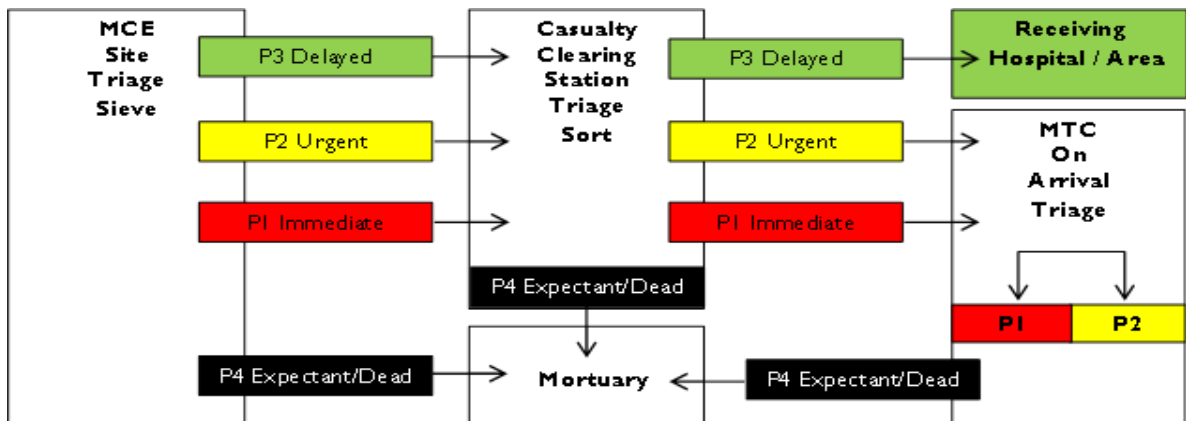 MCE
Site
Triage
Sieve
P3 Delayed
P2 Urgent
P1 Immediate
P4 Expectant/Dead
Casualty
Clearing
Station
Triage
Sort
P4 Expectant/Dead
Mortuary
P3 Delayed
P2 Urgent
P1 Immediate
P4 Expectant/Dead
Receiving
Hospital / Area
MTC
On
Arrival
Triage
P1
P2